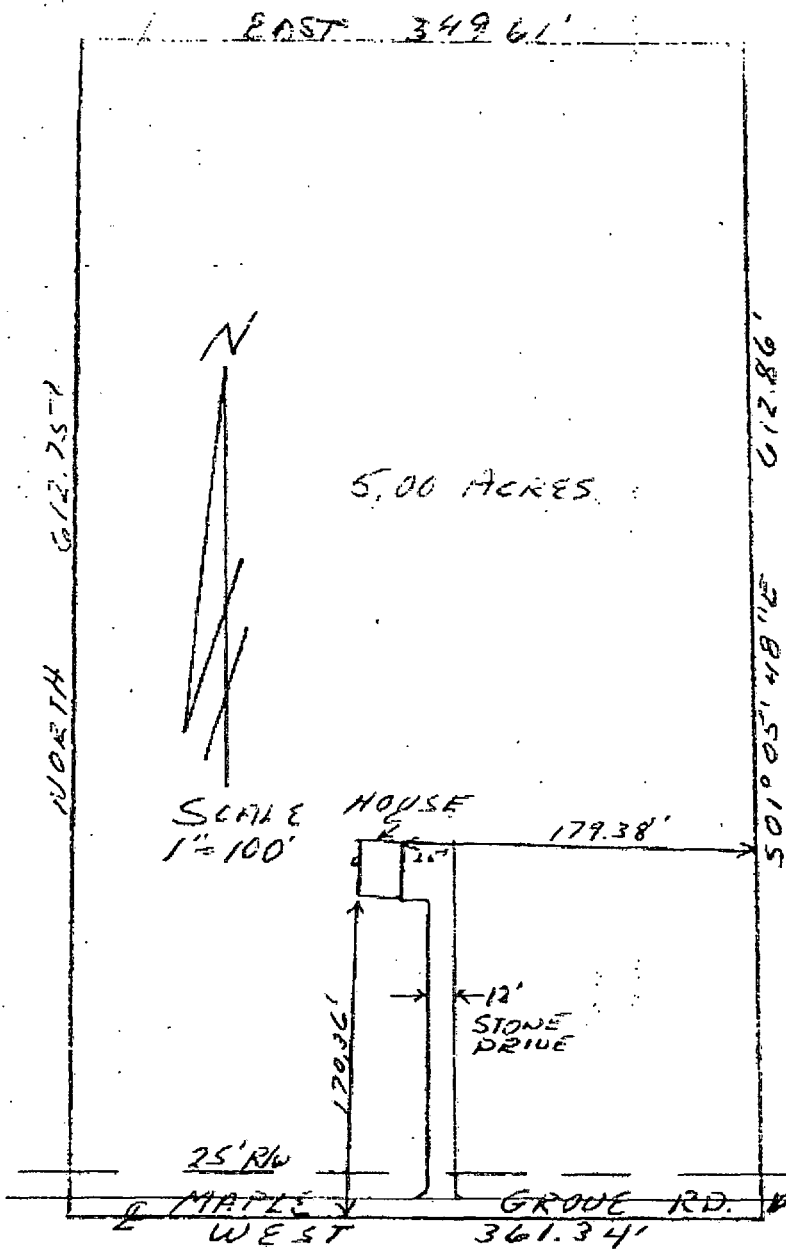 EAST 349.61'
N
NORTH 612.75'
5.00 ACRES
S01°05'48"E 612.86'
SCALE
1"=100'
HOUSE
179.38'
170.36'
12'
STONE
DRIVE
25' R/W
℄ MAPLE GROVE RD.
WEST 361.34'